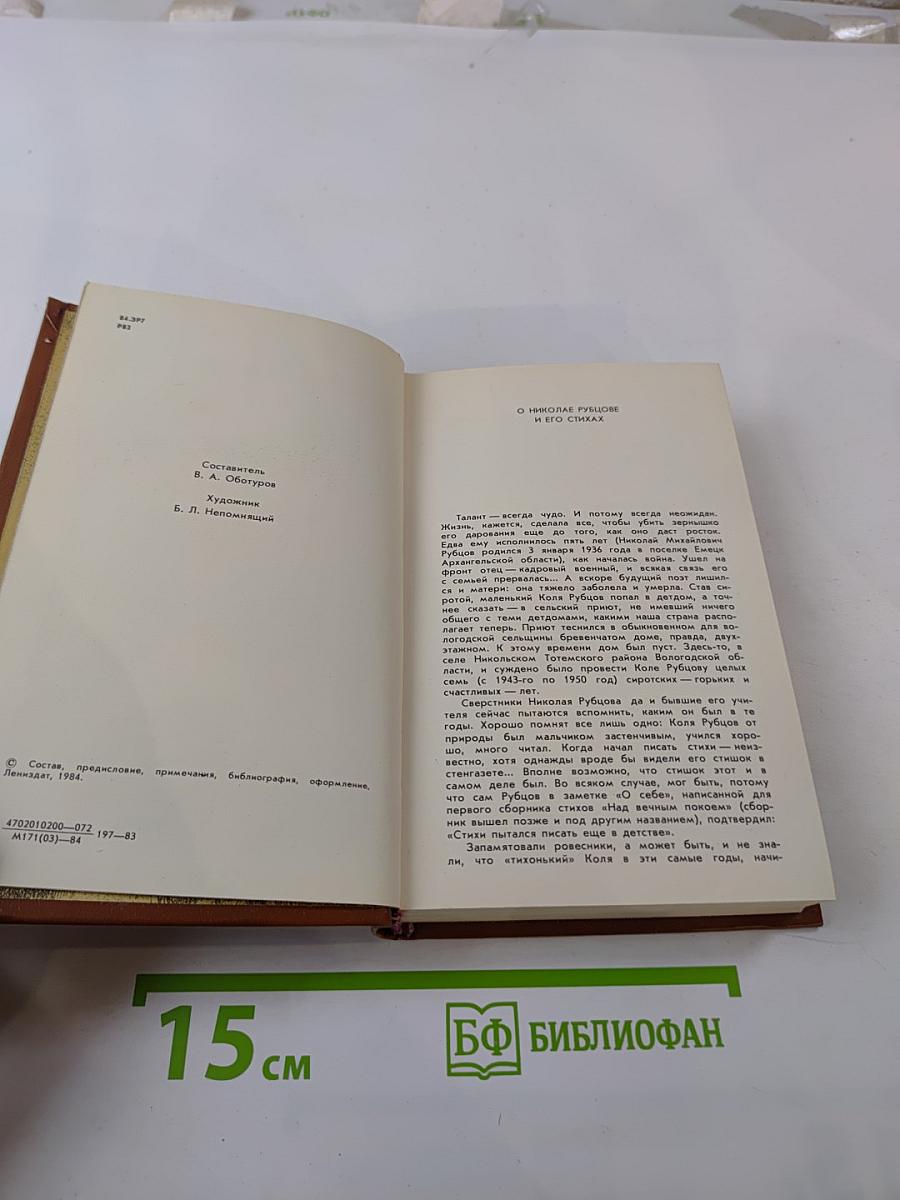 84.3Р7
Р82
Составитель
В. А. Оботуров
Художник
Б. Л. Непомнящий
© Состав, предисловие, примечания, библиография, оформление,
Лениздат, 1984.
4702010200—072
М171(03)—84
197—83
О НИКОЛАЕ РУБЦОВЕ
И ЕГО СТИХАХ
Талант — всегда чудо. И потому всегда неожидан.
Жизнь, кажется, сделала все, чтобы убить зернышко
его дарования еще до того, как оно даст росток.
Едва ему исполнилось пять лет (Николай Михайлович
Рубцов родился 3 января 1936 года в поселке Емецк
Архангельской области), как началась война. Ушел на
фронт отец — кадровый военный, и всякая связь его
с семьей прервалась... А вскоре будущий поэт лишил-
ся и матери: она тяжело заболела и умерла. Став си-
ротой, маленький Коля Рубцов попал в детдом, а точ-
нее сказать — в сельский приют, не имевший ничего
общего с теми детдомами, какими наша страна распо-
лагает теперь. Приют теснился в обыкновенном для во-
логодской сельщины бревенчатом доме, правда, двух-
этажном. К этому времени дом был пуст. Здесь-то, в
селе Никольском Тотемского района Вологодской об-
ласти, и суждено было провести Коле Рубцову целых
семь (с 1943-го по 1950 год) сиротских — горьких и
счастливых — лет.
Сверстники Николая Рубцова да и бывшие его учи-
теля сейчас пытаются вспомнить, каким он был в те
годы. Хорошо помнят все лишь одно: Коля Рубцов от
природы был мальчиком застенчивым, учился хоро-
шо, много читал. Когда начал писать стихи — неиз-
вестно, хотя однажды вроде бы видели его стишок в
стенгазете... Вполне возможно, что стишок этот и в
самом деле был. Во всяком случае, мог быть, потому
что сам Рубцов в заметке «О себе», написанной для
первого сборника стихов «Над вечным покоем» (сбор-
ник вышел позже и под другим названием), подтвердил:
«Стихи пытался писать еще в детстве».
Запамятовали ровесники, а может быть, и не зна-
ли, что «тихонький» Коля в эти самые годы, начи-
15 см
БФ БИБЛИОФАН